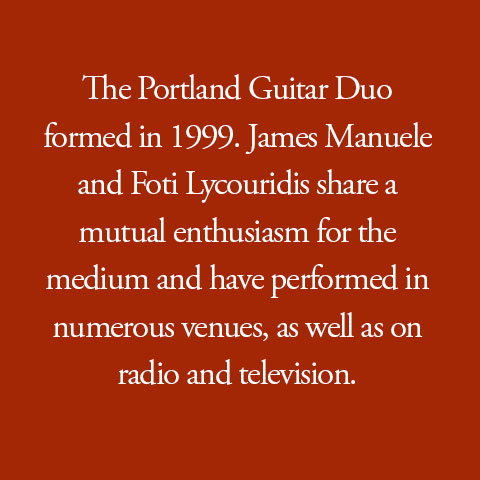 The Portland Guitar Duo
formed in 1999. James Manuele
and Foti Lycouridis share a
mutual enthusiasm for the
medium and have performed in
numerous venues, as well as on
radio and television.